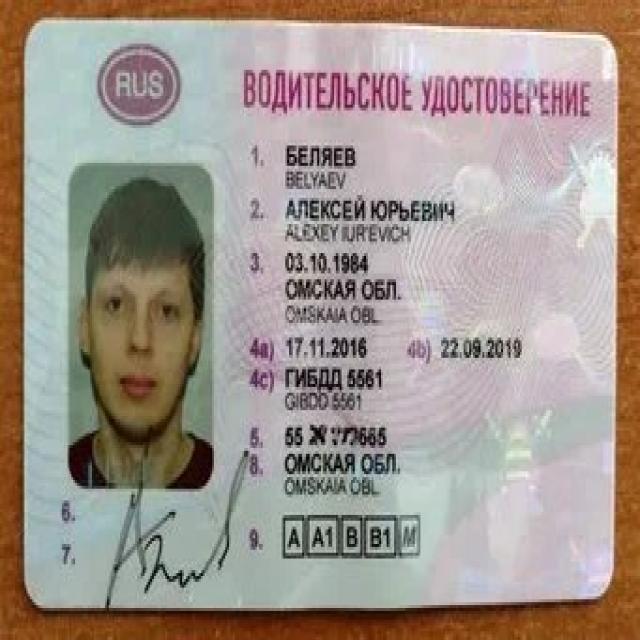 RUS
ВОДИТЕЛЬСКОЕ УДОСТОВЕРЕНИЕ
1. БЕЛЯЕВ
BELYAEV
2. АЛЕКСЕЙ ЮРЬЕВИЧ
ALEXEY IUR'EVICH
3. 03.10.1984
ОМСКАЯ ОБЛ.
OMSKAIA OBL.
4a) 17.11.2016 4b) 22.09.2019
4c) ГИБДД 5561
GIBDD 5561
5. 55
8. ОМСКАЯ ОБЛ.
OMSKAIA OBL.
6.
7.
9. A A1 B B1 M